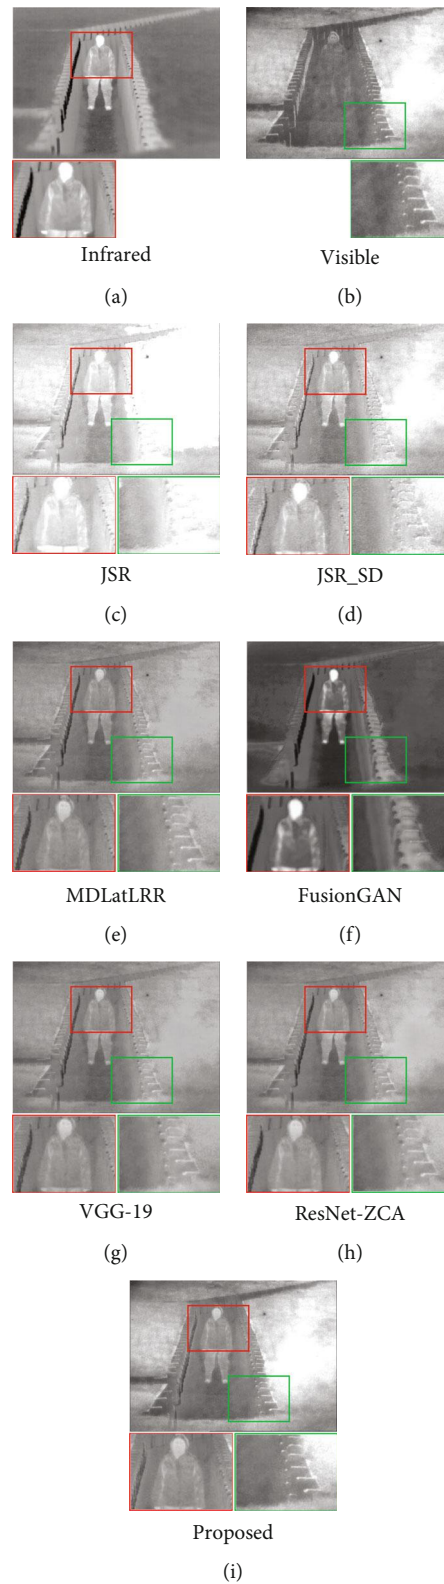 Infrared
Visible
(a)
(b)
JSR
JSR_SD
(c)
(d)
MDLatLRR
FusionGAN
(e)
(f)
VGG-19
ResNet-ZCA
(g)
(h)
Proposed
(i)